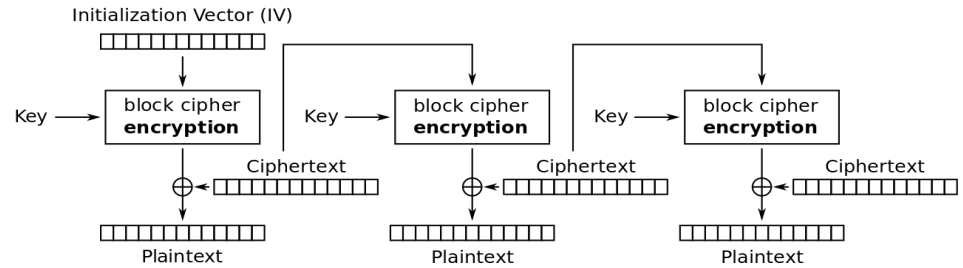 Initialization Vector (IV)
Key
block cipher
encryption
Ciphertext
Plaintext
Key
block cipher
encryption
Ciphertext
Plaintext
Key
block cipher
encryption
Ciphertext
Plaintext